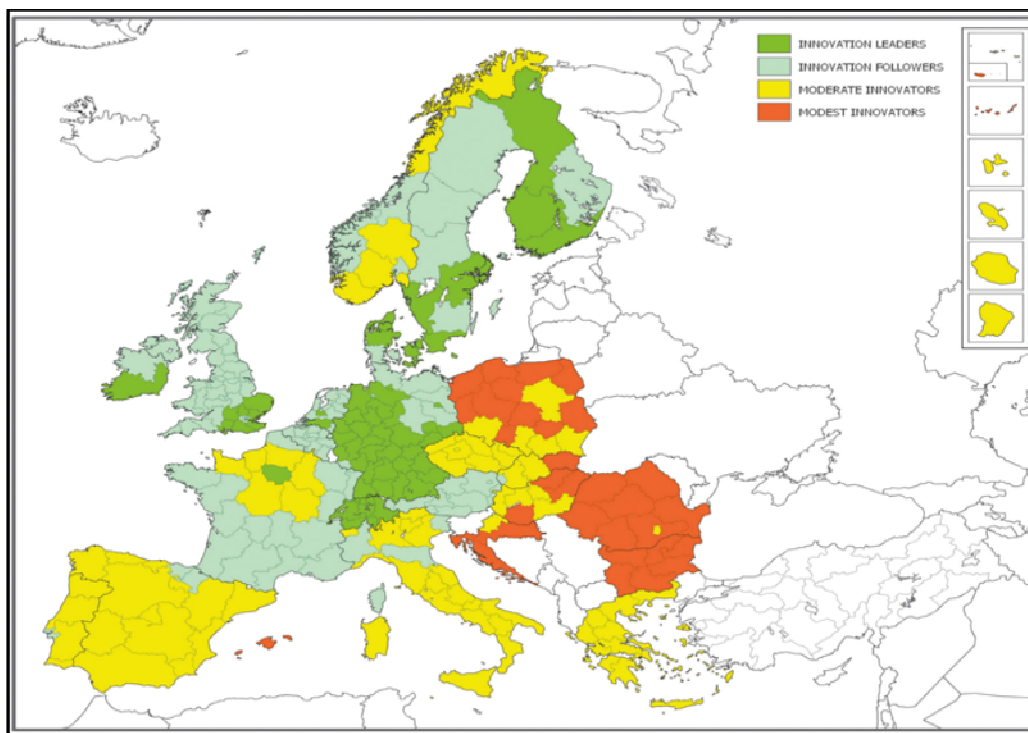 INNOVATION LEADERS
INNOVATION FOLLOWERS
MODERATE INNOVATORS
MODEST INNOVATORS